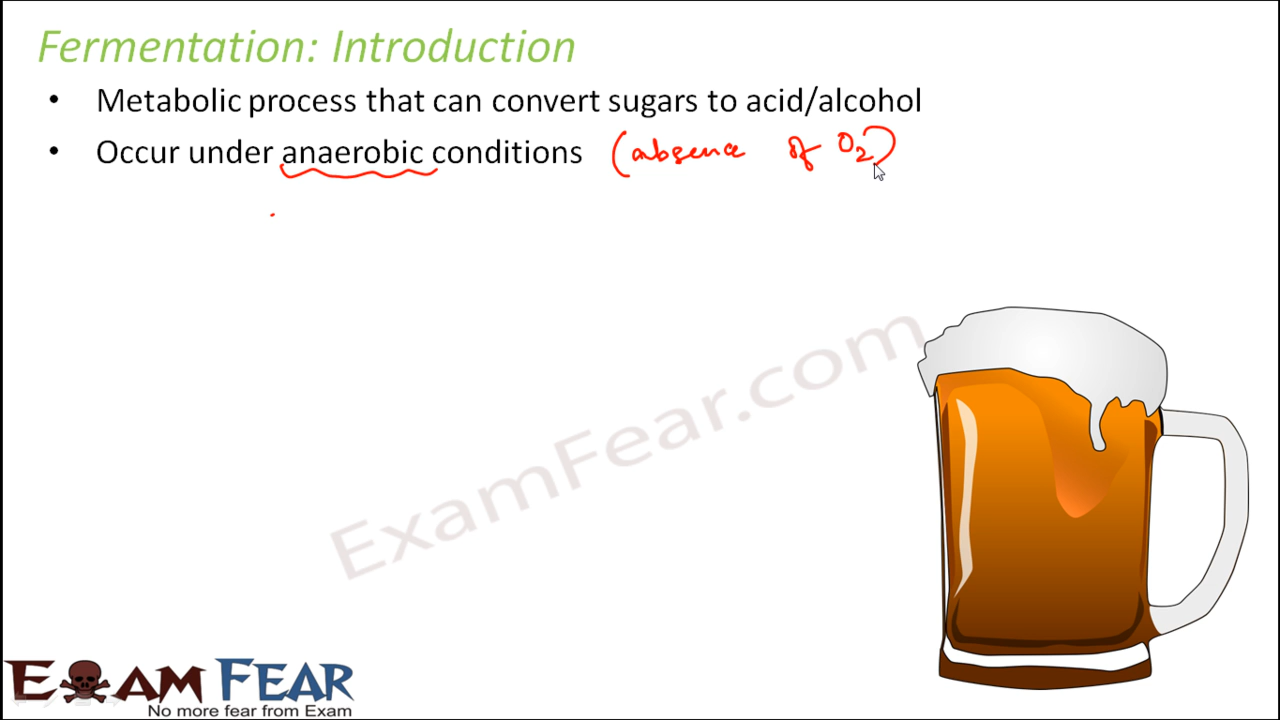 Fermentation: Introduction
• Metabolic process that can convert sugars to acid/alcohol
• Occur under anaerobic conditions (absence of O₂)
ExamFear.com
EXAM FEAR
No more fear from Exam